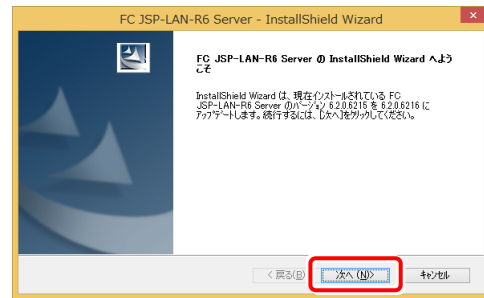 FC JSP-LAN-R6 Server - InstallShield Wizard
FC JSP-LAN-R6 Server の InstallShield Wizard へよう
こそ
InstallShield Wizard は、現在インストールされている FC
JSP-LAN-R6 Server のバージョン 6.2.0.6215 を 6.2.0.6216 に
アップデートします。続行するには、[次へ]をクリックしてください。
< 戻る(B)
次へ (N)>
キャンセル